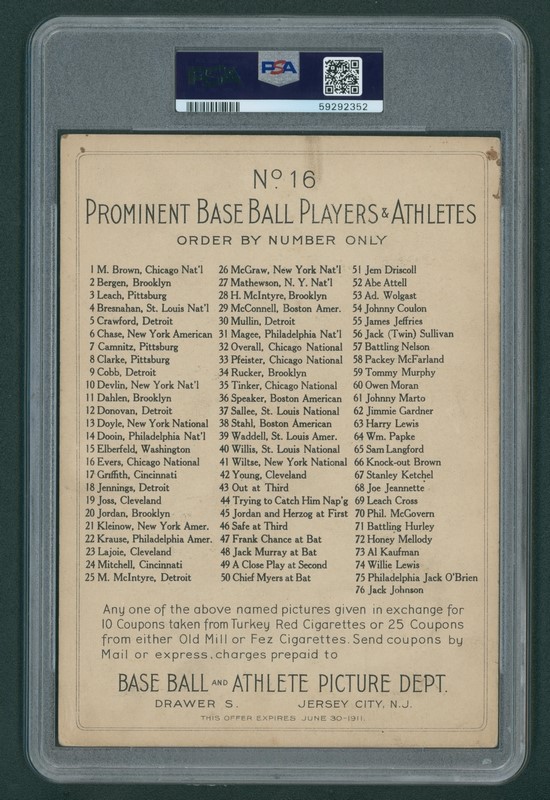 PSA
59292352
No. 16
PROMINENT BASE BALL PLAYERS & ATHLETES
ORDER BY NUMBER ONLY
1 M. Brown, Chicago Nat'l
2 Bergen, Brooklyn
3 Leach, Pittsburg
4 Bresnahan, St. Louis Nat'l
5 Crawford, Detroit
6 Chase, New York American
7 Camnitz, Pittsburg
8 Clarke, Pittsburg
9 Cobb, Detroit
10 Devlin, New York Nat'l
11 Dahlen, Brooklyn
12 Donovan, Detroit
13 Doyle, New York National
14 Dooin, Philadelphia Nat'l
15 Elberfeld, Washington
16 Evers, Chicago National
17 Griffith, Cincinnati
18 Jennings, Detroit
19 Joss, Cleveland
20 Jordan, Brooklyn
21 Kleinow, New York Amer.
22 Krause, Philadelphia Amer.
23 Lajoie, Cleveland
24 Mitchell, Cincinnati
25 M. McIntyre, Detroit
26 McGraw, New York Nat'l
27 Mathewson, N. Y. Nat'l
28 H. McIntyre, Brooklyn
29 McConnell, Boston Amer.
30 Mullin, Detroit
31 Magee, Philadelphia Nat'l
32 Overall, Chicago National
33 Pfeister, Chicago National
34 Rucker, Brooklyn
35 Tinker, Chicago National
36 Speaker, Boston American
37 Sallee, St. Louis National
38 Stahl, Boston American
39 Waddell, St. Louis Amer.
40 Willis, St. Louis National
41 Wiltse, New York National
42 Young, Cleveland
43 Out at Third
44 Trying to Catch Him Nap'g
45 Jordan and Herzog at First
46 Safe at Third
47 Frank Chance at Bat
48 Jack Murray at Bat
49 A Close Play at Second
50 Chief Myers at Bat
51 Jem Driscoll
52 Abe Attell
53 Ad. Wolgast
54 Johnny Coulon
55 James Jeffries
56 Jack (Twin) Sullivan
57 Battling Nelson
58 Packey McFarland
59 Tommy Murphy
60 Owen Moran
61 Johnny Marto
62 Jimmie Gardner
63 Harry Lewis
64 Wm. Papke
65 Sam Langford
66 Knock-out Brown
67 Stanley Ketchel
68 Joe Jeannette
69 Leach Cross
70 Phil. McGovern
71 Battling Hurley
72 Honey Mellody
73 Al Kaufman
74 Willie Lewis
75 Philadelphia Jack O'Brien
76 Jack Johnson
Any one of the above named pictures given in exchange for
10 Coupons taken from Turkey Red Cigarettes or 25 Coupons
from either Old Mill or Fez Cigarettes. Send coupons by
Mail or express, charges prepaid to
BASE BALL AND ATHLETE PICTURE DEPT.
DRAWER S. JERSEY CITY, N.J.
THIS OFFER EXPIRES JUNE 30-1911.